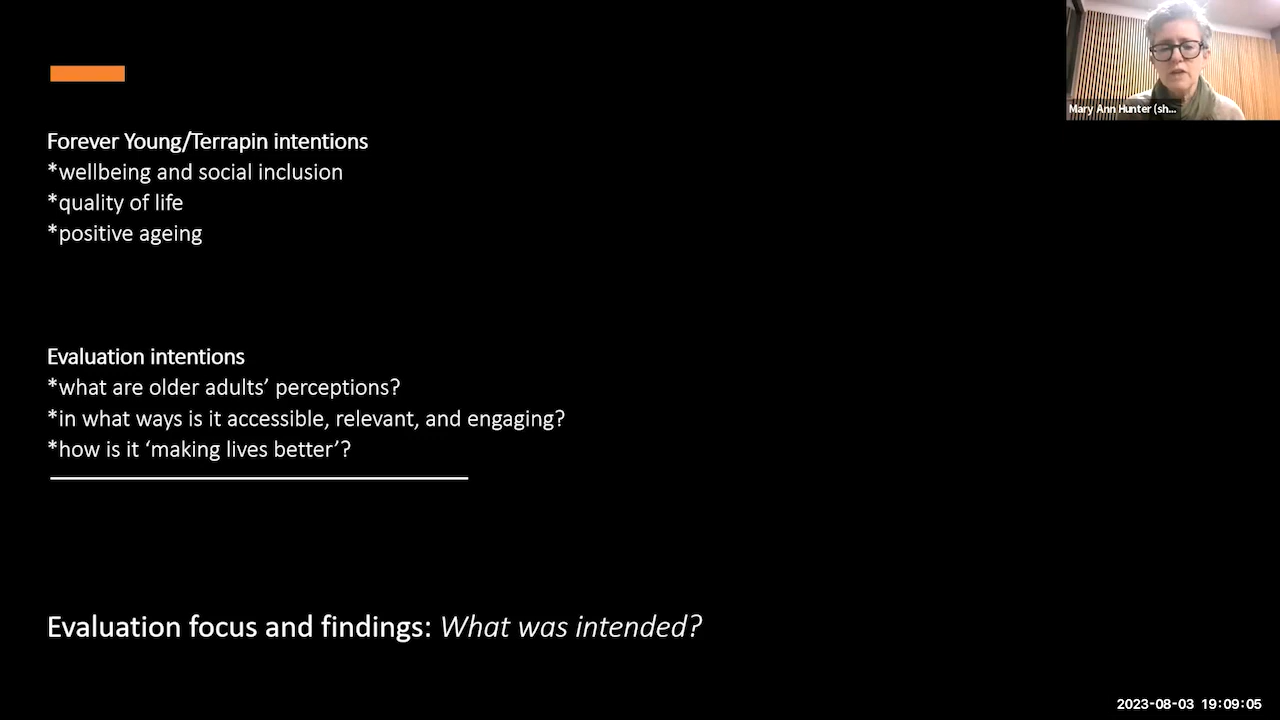 Mary Ann Hunter (sh...
Forever Young/Terrapin intentions
*wellbeing and social inclusion
*quality of life
*positive ageing
Evaluation intentions
*what are older adults’ perceptions?
*in what ways is it accessible, relevant, and engaging?
*how is it ‘making lives better’?
Evaluation focus and findings: What was intended?
2023-08-03 19:09:05